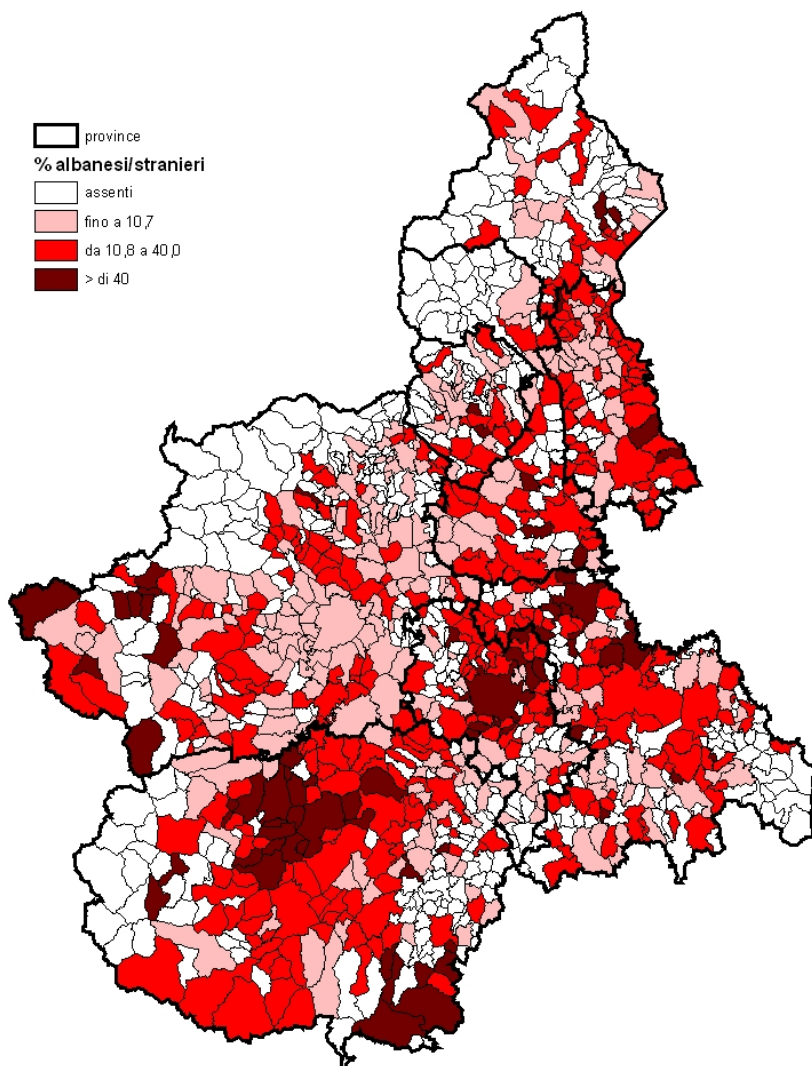 province
% albanesi/stranieri
assenti
fino a 10,7
da 10,8 a 40,0
> di 40